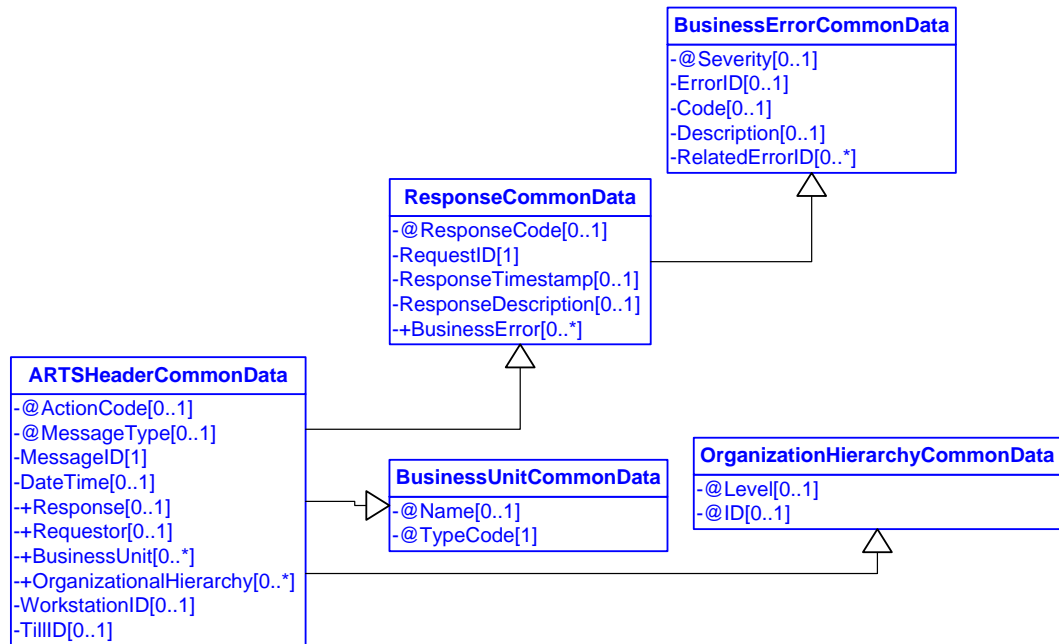 BusinessErrorCommonData
-@Severity[0..1]
-ErrorID[0..1]
-Code[0..1]
-Description[0..1]
-RelatedErrorID[0..*]
ResponseCommonData
-@ResponseCode[0..1]
-RequestID[1]
-ResponseTimestamp[0..1]
-ResponseDescription[0..1]
-+BusinessError[0..*]
ARTSHeaderCommonData
-@ActionCode[0..1]
-@MessageType[0..1]
-MessageID[1]
-DateTime[0..1]
-+Response[0..1]
-+Requestor[0..1]
-+BusinessUnit[0..*]
-+OrganizationalHierarchy[0..*]
-WorkstationID[0..1]
-TillID[0..1]
BusinessUnitCommonData
-@Name[0..1]
-@TypeCode[1]
OrganizationHierarchyCommonData
-@Level[0..1]
-@ID[0..1]